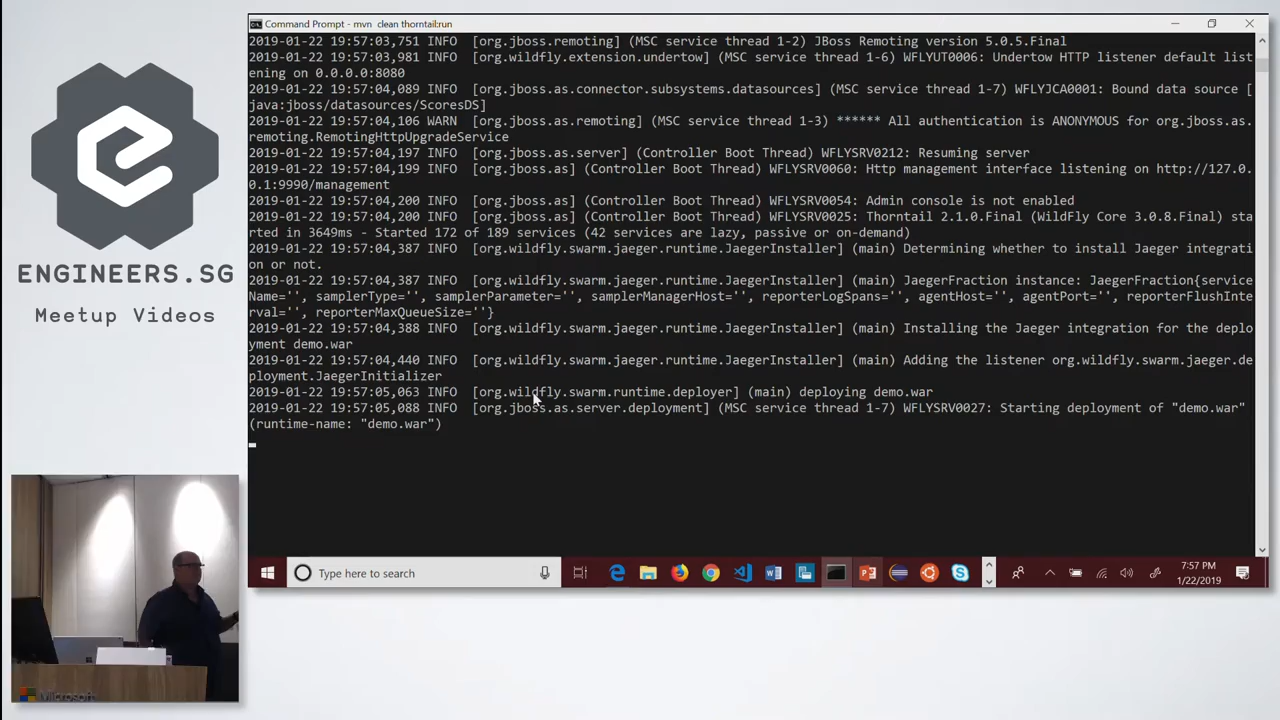 Command Prompt - mvn clean thorntail:run
2019-01-22 19:57:03,751 INFO [org.jboss.remoting] (MSC service thread 1-2) JBoss Remoting version 5.0.5.Final
2019-01-22 19:57:03,981 INFO [org.wildfly.extension.undertow] (MSC service thread 1-6) WFLYUT0006: Undertow HTTP listener default list
ening on 0.0.0.0:8080
2019-01-22 19:57:04,089 INFO [org.jboss.as.connector.subsystems.datasources] (MSC service thread 1-7) WFLYJCA0001: Bound data source [
java:jboss/datasources/ScoresDS]
2019-01-22 19:57:04,106 WARN [org.jboss.as.remoting] (MSC service thread 1-3) ****** All authentication is ANONYMOUS for org.jboss.as.
remoting.RemotingHttpUpgradeService
2019-01-22 19:57:04,197 INFO [org.jboss.as.server] (Controller Boot Thread) WFLYSRV0212: Resuming server
2019-01-22 19:57:04,199 INFO [org.jboss.as] (Controller Boot Thread) WFLYSRV0060: Http management interface listening on http://127.0.
0.1:9990/management
2019-01-22 19:57:04,200 INFO [org.jboss.as] (Controller Boot Thread) WFLYSRV0054: Admin console is not enabled
2019-01-22 19:57:04,200 INFO [org.jboss.as] (Controller Boot Thread) WFLYSRV0025: Thorntail 2.1.0.Final (WildFly Core 3.0.8.Final) sta
rted in 3649ms - Started 172 of 189 services (42 services are lazy, passive or on-demand)
2019-01-22 19:57:04,387 INFO [org.wildfly.swarm.jaeger.runtime.JaegerInstaller] (main) Determining whether to install Jaeger integrati
on or not.
2019-01-22 19:57:04,387 INFO [org.wildfly.swarm.jaeger.runtime.JaegerInstaller] (main) JaegerFraction instance: JaegerFraction{service
Name='', samplerType='', samplerParameter='', samplerManagerHost='', reporterLogSpans='', agentHost='', agentPort='', reporterFlushInte
rval='', reporterMaxQueueSize=''}
2019-01-22 19:57:04,388 INFO [org.wildfly.swarm.jaeger.runtime.JaegerInstaller] (main) Installing the Jaeger integration for the deplo
yment demo.war
2019-01-22 19:57:04,440 INFO [org.wildfly.swarm.jaeger.runtime.JaegerInstaller] (main) Adding the listener org.wildfly.swarm.jaeger.de
ployment.JaegerInitializer
2019-01-22 19:57:05,063 INFO [org.wildfly.swarm.runtime.deployer] (main) deploying demo.war
2019-01-22 19:57:05,088 INFO [org.jboss.as.server.deployment] (MSC service thread 1-7) WFLYSRV0027: Starting deployment of "demo.war"
(runtime-name: "demo.war")
ENGINEERS.SG
Meetup Videos
Microsoft
Type here to search
7:57 PM
1/22/2019